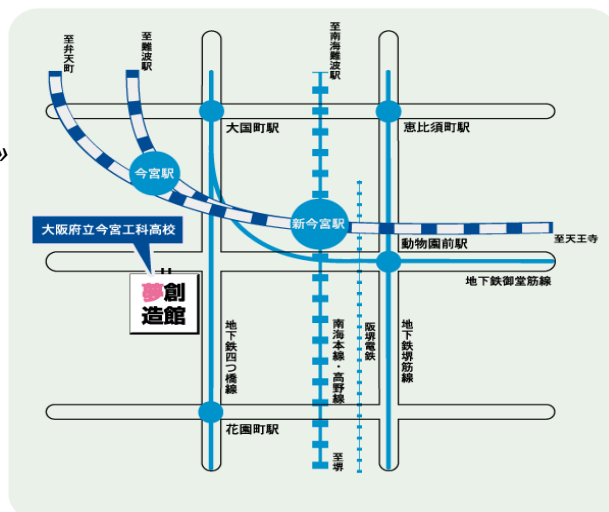 至弁天町
至難波駅
至南海難波駅
大国町駅
恵比須町駅
今宮駅
新今宮駅
大阪府立今宮工科高校
動物園前駅
至天王寺
地下鉄御堂筋線
夢創
造館
地下鉄四つ橋線
南海本線・高野線
阪堺電鉄
地下鉄堺筋線
花園町駅
至堺